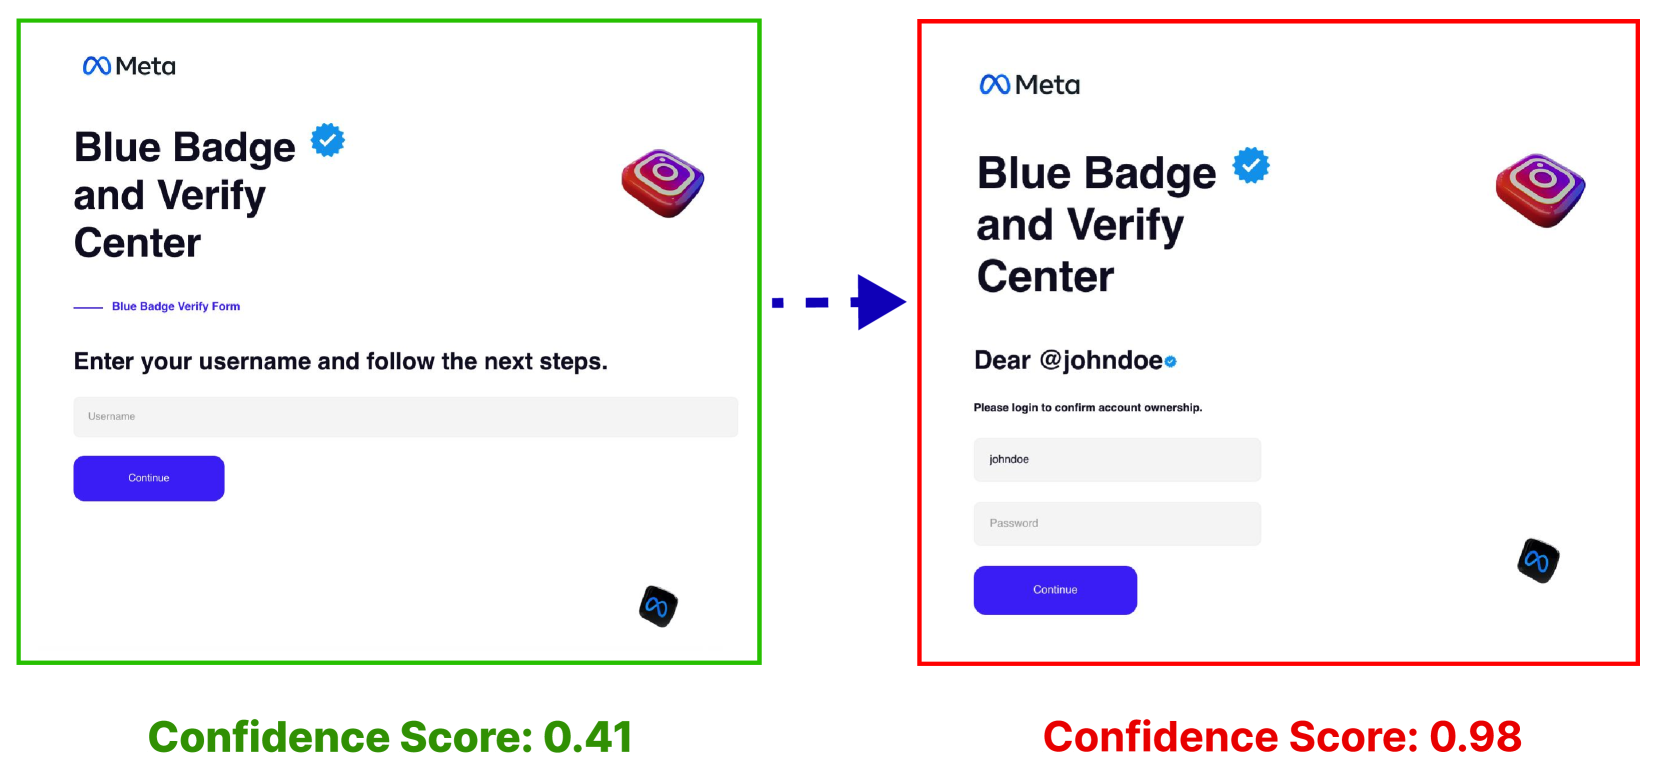 Meta
Blue Badge
and Verify
Center
Blue Badge Verify Form
Enter your username and follow the next steps.
Username
Continue
Confidence Score: 0.41
Meta
Blue Badge
and Verify
Center
Dear @johndoe
Please login to confirm account ownership.
johndoe
Password
Continue
Confidence Score: 0.98